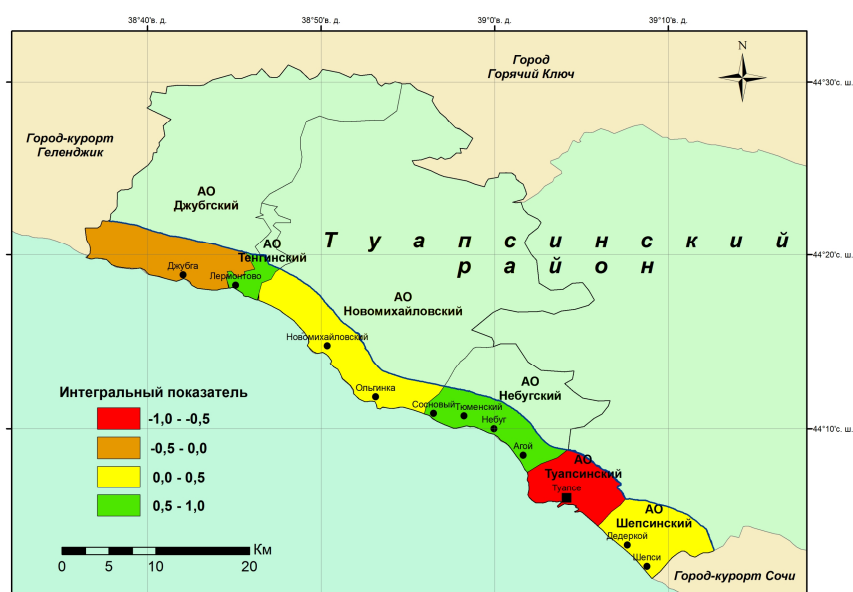 38°40'в. д.
38°50'в. д.
39°0'в. д.
39°10'в. д.
N
Город
Горячий Ключ
44°30'с. ш.
Город-курорт
Геленджик
АО
Джубгский
Туапсинский
район
АО
Тенгинский
44°20'с. ш.
Джубга
Лермонтово
АО
Новомихайловский
Новомихайловский
АО
Небугский
Ольгинка
Сосновый
Тюменский
Небуг
44°10'с. ш.
Агой
АО
Туапсинский
Туапсе
АО
Шепсинский
Дедеркой
Шепси
Город-курорт Сочи
Интегральный показатель
-1,0 - -0,5
-0,5 - 0,0
0,0 - 0,5
0,5 - 1,0
Км
0 5 10 20